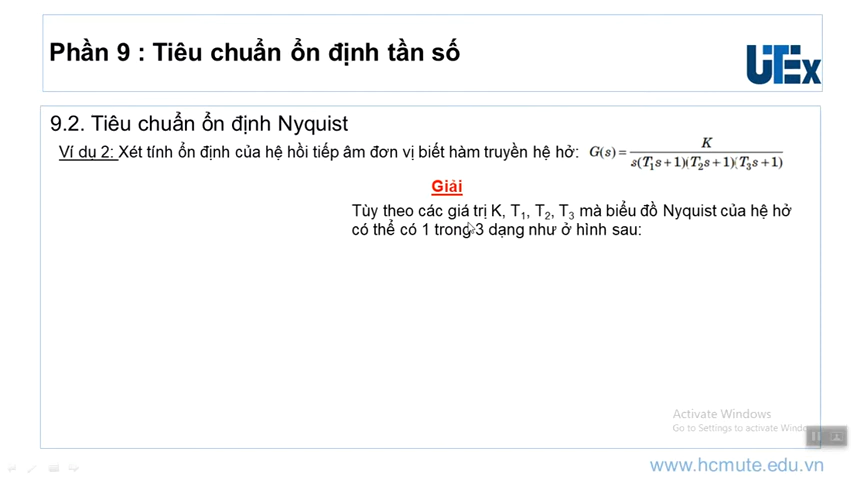 Phần 9 : Tiêu chuẩn ổn định tần số
UTEx
9.2. Tiêu chuẩn ổn định Nyquist
Ví dụ 2: Xét tính ổn định của hệ hồi tiếp âm đơn vị biết hàm truyền hệ hở: G(s) = K / s(T₁s+1)(T₂s+1)(T₃s+1)
Giải
Tùy theo các giá trị K, T₁, T₂, T₃ mà biểu đồ Nyquist của hệ hở
có thể có 1 trong 3 dạng như ở hình sau:
Activate Windows
Go to Settings to activate Windo
www.hcmute.edu.vn